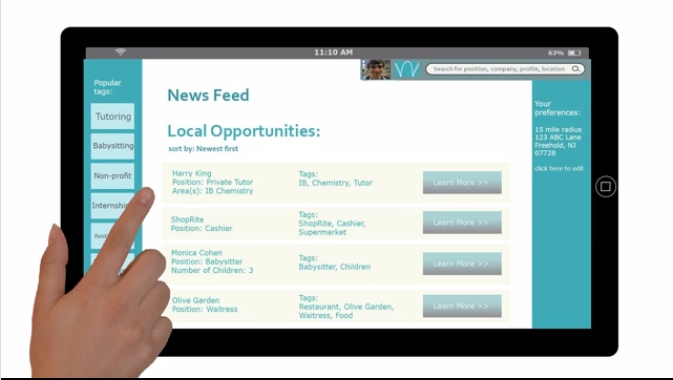 11:10 AM
63%
Search for position, company, profile, location
Popular
tags:
Tutoring
Babysitting
Non-profit
News Feed
Local Opportunities:
sort by: Newest first
Harry King
Position: Private Tutor
Area(s): IB Chemistry
Tags:
IB, Chemistry, Tutor
Learn More >>
ShopRite
Position: Cashier
Tags:
ShopRite, Cashier,
Supermarket
Learn More >>
Monica Cohen
Position: Babysitter
Number of Children: 3
Tags:
Babysitter, Children
Learn More >>
Olive Garden
Position: Waitress
Tags:
Restaurant, Olive Garden,
Waitress, Food
Learn More >>
Your
preferences:
15 mile radius
123 ABC Lane
Freehold, NJ
07728
click here to edit